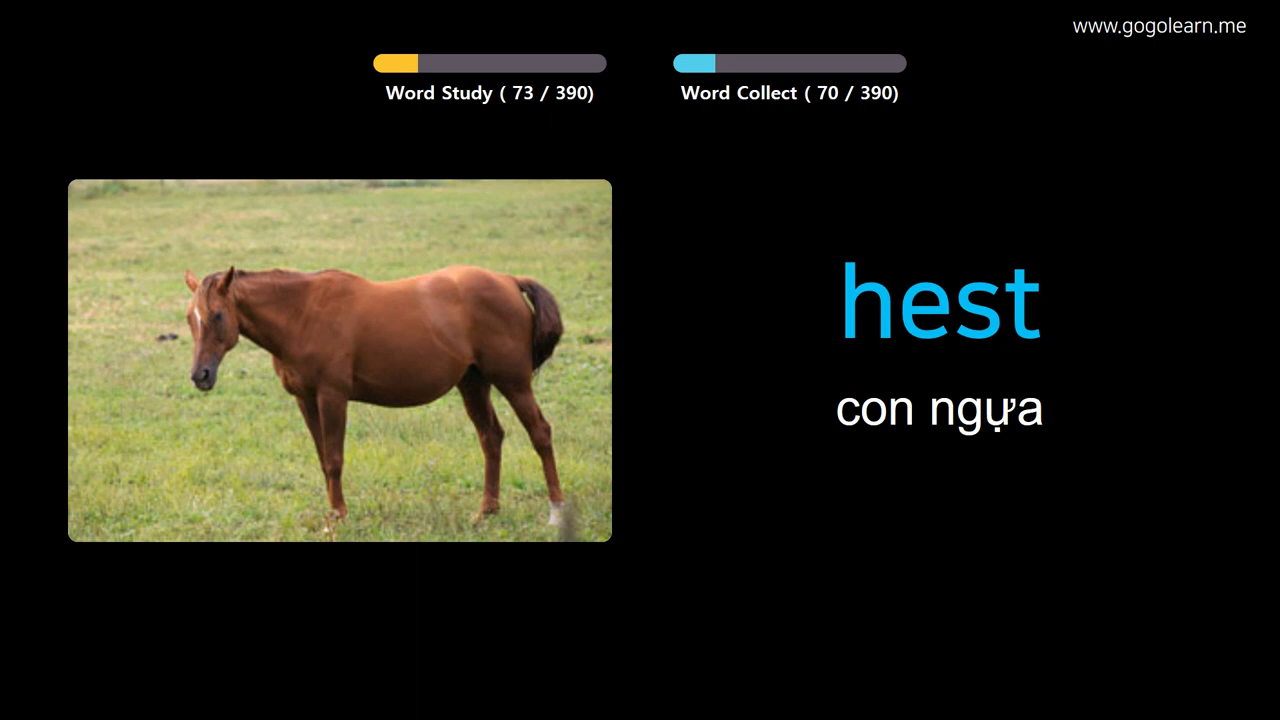 www.gogolearn.me
Word Study ( 73 / 390)
Word Collect ( 70 / 390)
hest
con ngựa